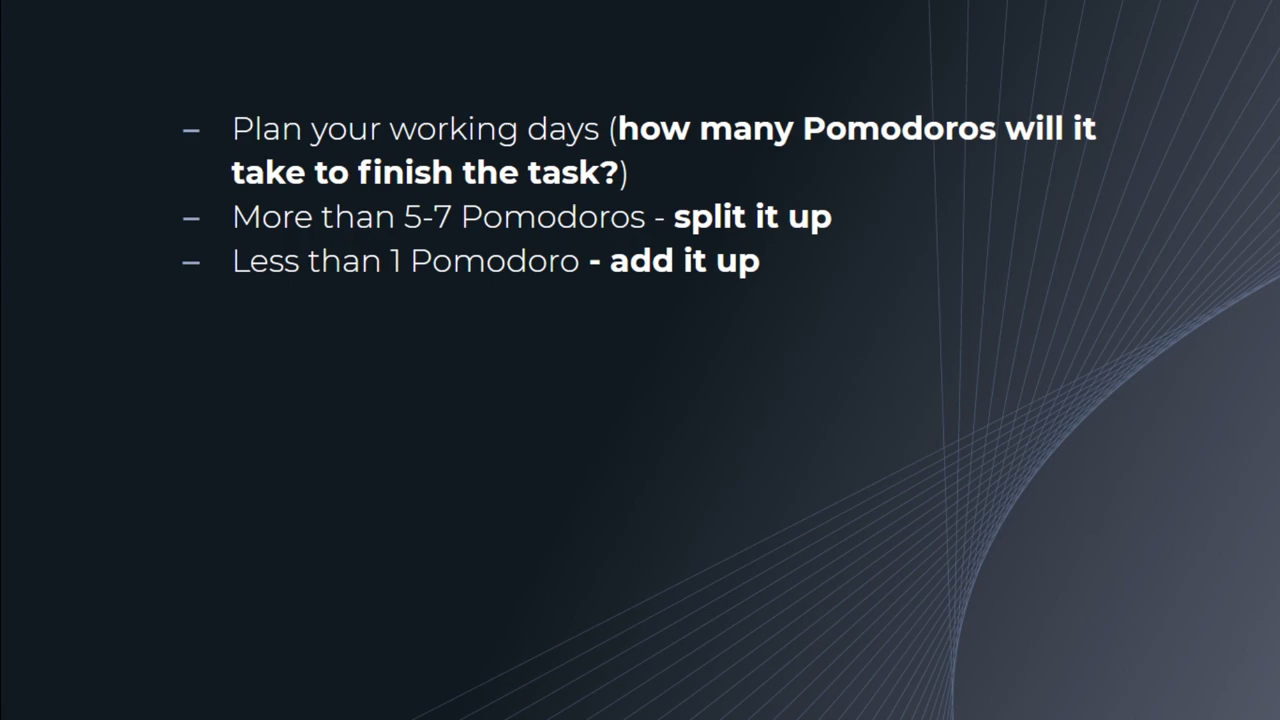 – Plan your working days (how many Pomodoros will it
take to finish the task?)
– More than 5-7 Pomodoros - split it up
– Less than 1 Pomodoro - add it up